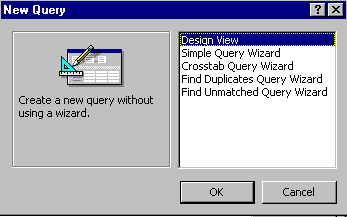 New Query
Design View
Simple Query Wizard
Crosstab Query Wizard
Find Duplicates Query Wizard
Find Unmatched Query Wizard
Create a new query without
using a wizard.
OK
Cancel